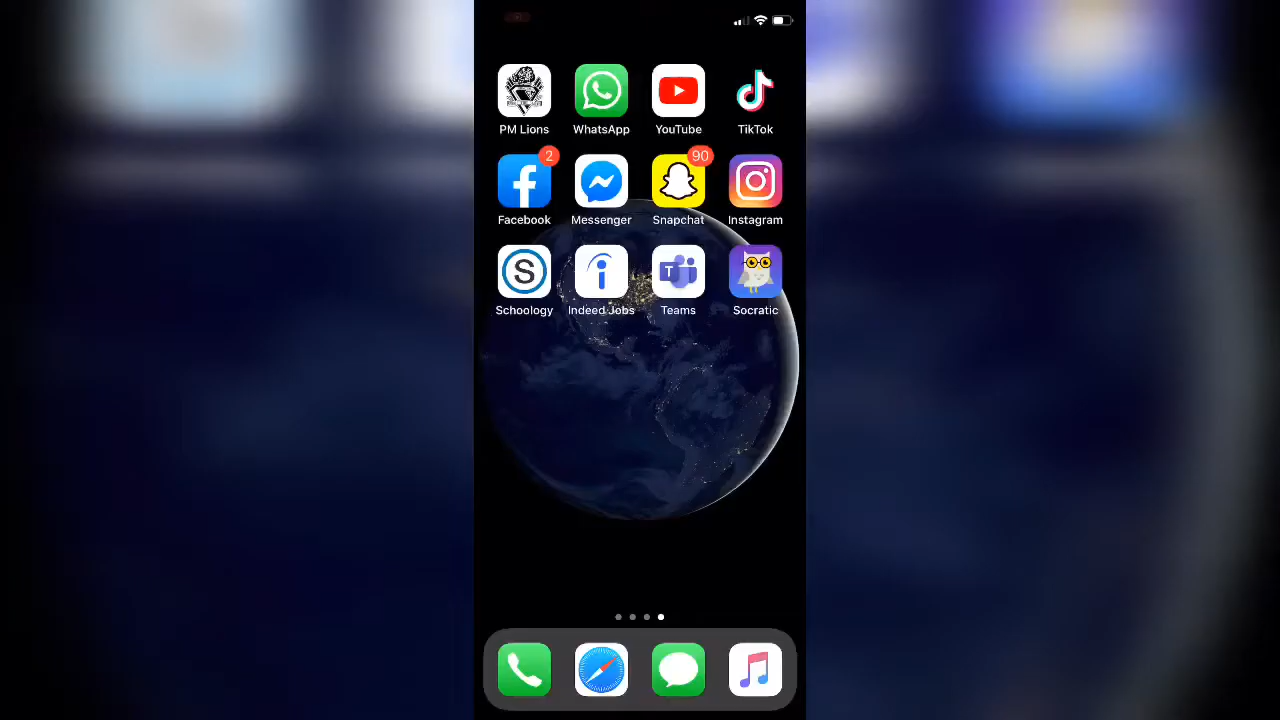 PM Lions WhatsApp YouTube TikTok
2 90
Facebook Messenger Snapchat Instagram
S T
Schoology Indeed Jobs Teams Socratic